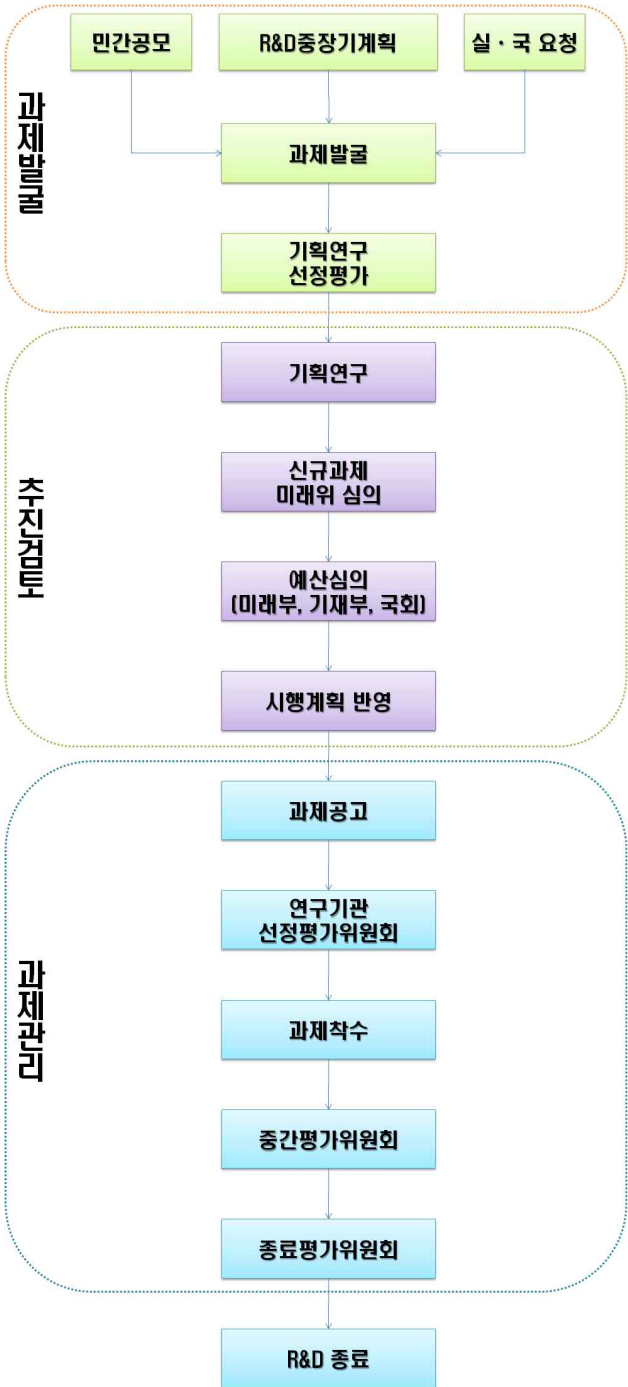 민간공모
R&D중장기계획
실·국 요청
과제발굴
과제발굴
기획연구
선정평가
추진검토
기획연구
신규과제
미래위 심의
예산심의
(미래부, 기재부, 국회)
시행계획 반영
과제관리
과제공고
연구기관
선정평가위원회
과제착수
중간평가위원회
종료평가위원회
R&D 종료